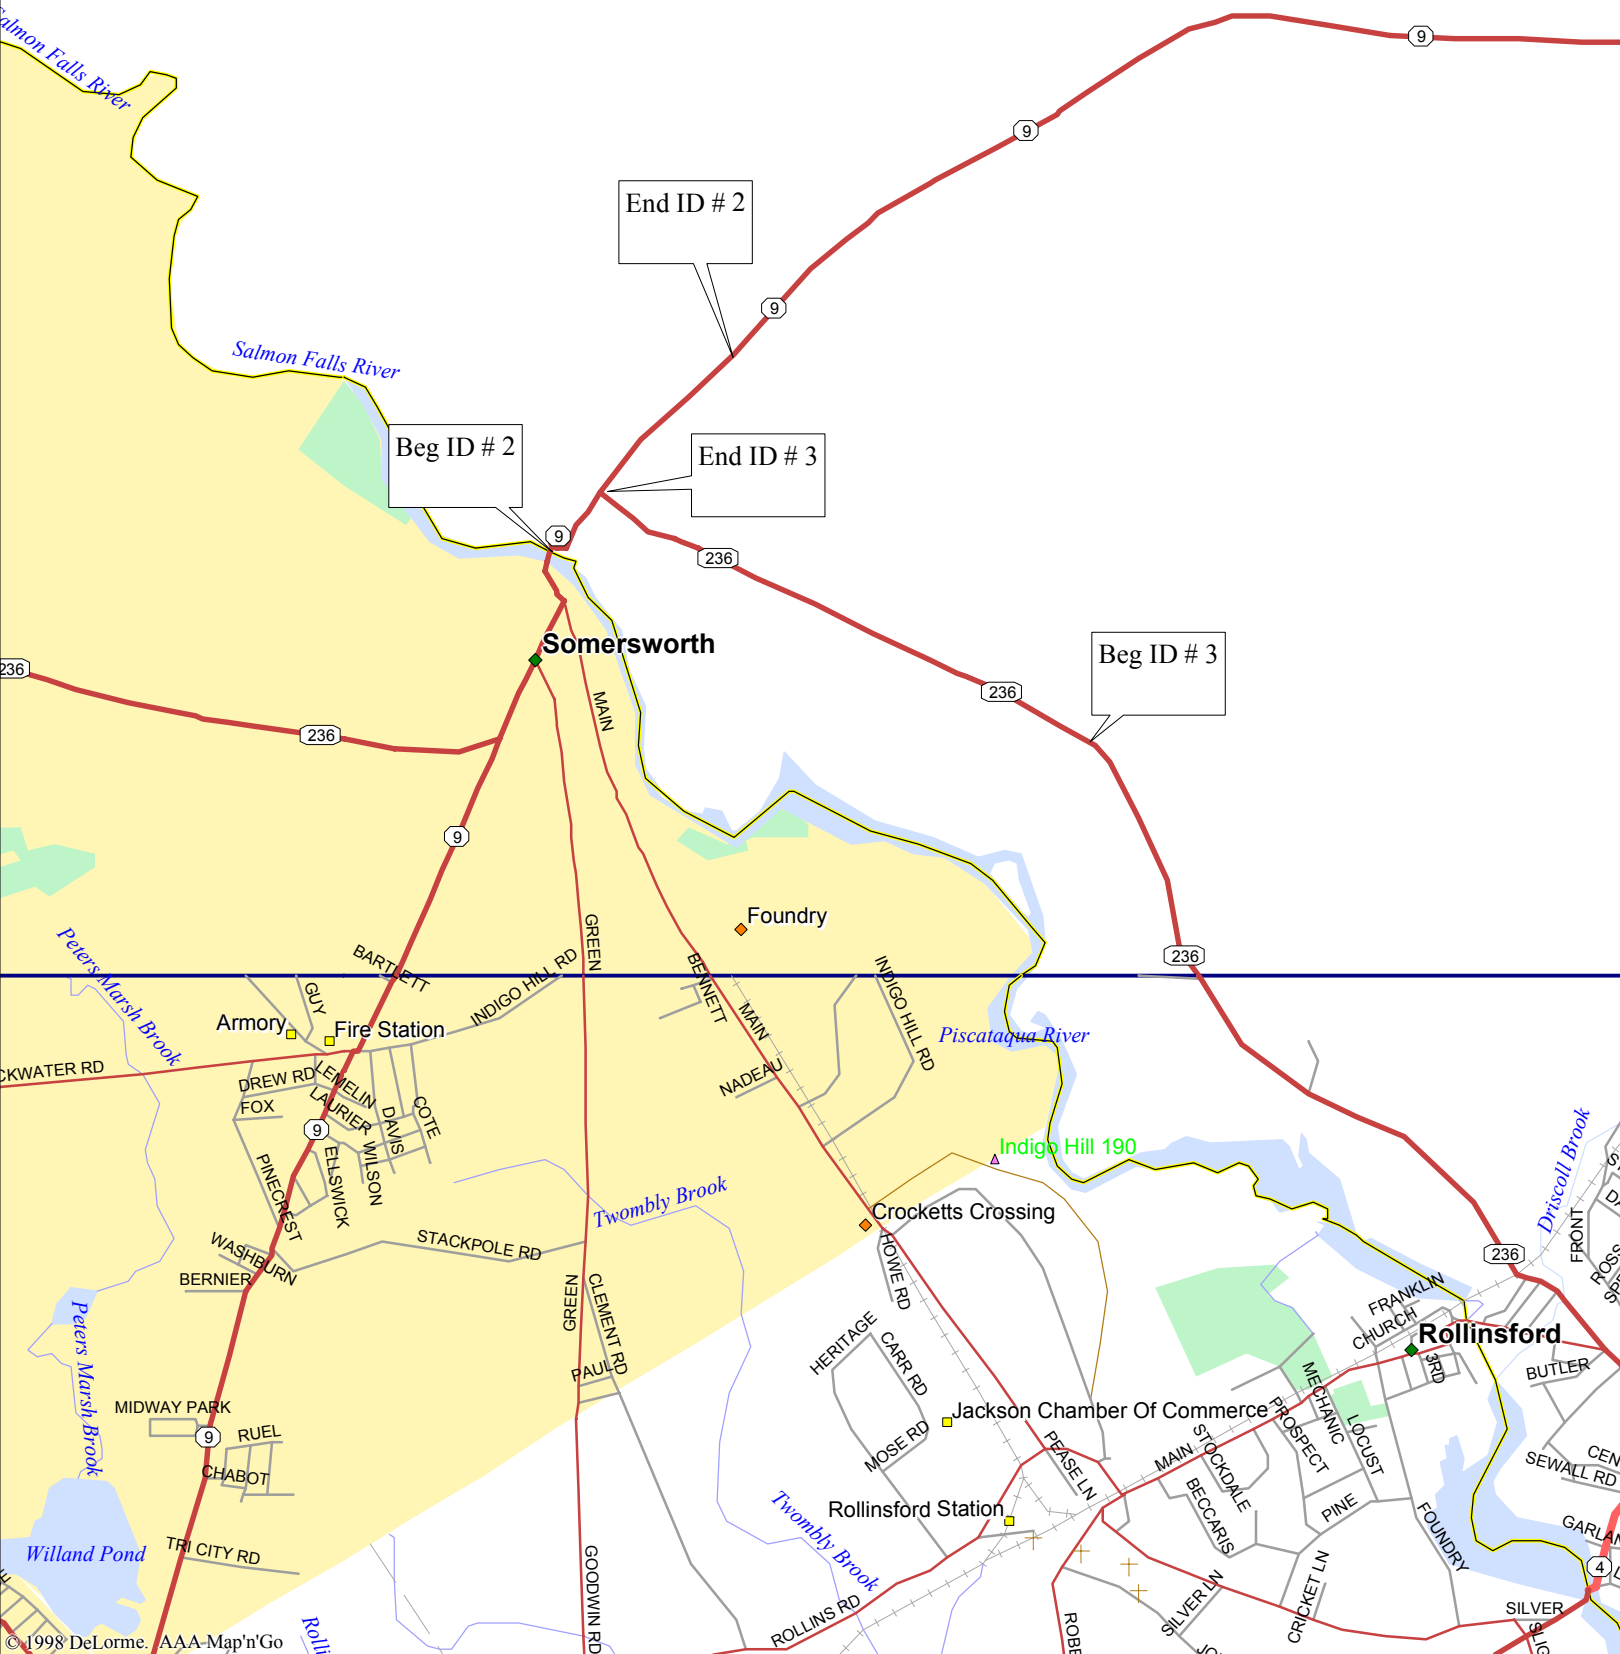 Salmon Falls River
9
9
End ID # 2
9
Salmon Falls River
Beg ID # 2
End ID # 3
9
236
Somersworth
Beg ID # 3
236
236
MAIN
236
9
Foundry
GREEN
Peters Marsh Brook
BARTLETT
INDIGO HILL RD
BENNETT
INDIGO HILL RD
236
GUY
MAIN
Armory
Fire Station
Piscataqua River
CKWATER RD
DREW RD
LEMELIN
NADEAU
FOX
LAURIER
COTE
DAVIS
9
Driscoll Brook
ELLSWICK
WILSON
PINECREST
Indigo Hill 190
Twombly Brook
Crocketts Crossing
FRONT
WASHBURN
STACKPOLE RD
HOWE RD
236
ROSS
BERNIER
GREEN
CLEMENT RD
FRANKLIN
Peters Marsh Brook
HERITAGE
CARR RD
CHURCH
Rollinsford
PAUL
3RD
BUTLER
MECHANIC
MIDWAY PARK
Jackson Chamber Of Commerce
PROSPECT
LOCUST
9
RUEL
MOSE RD
PEASE LN
MAIN
STOCKDALE
CEN
SEWALL RD
CHABOT
Rollinsford Station
BECCARIS
PINE
FOUNDRY
Twombly Brook
GARLAN
Willand Pond
TRI CITY RD
GOODWIN RD
4
SILVER LN
CRICKET LN
SILVER
ROLLINS RD
ROBE
SLIG
Rolli
JO
© 1998 DeLorme. AAA Map'n'Go